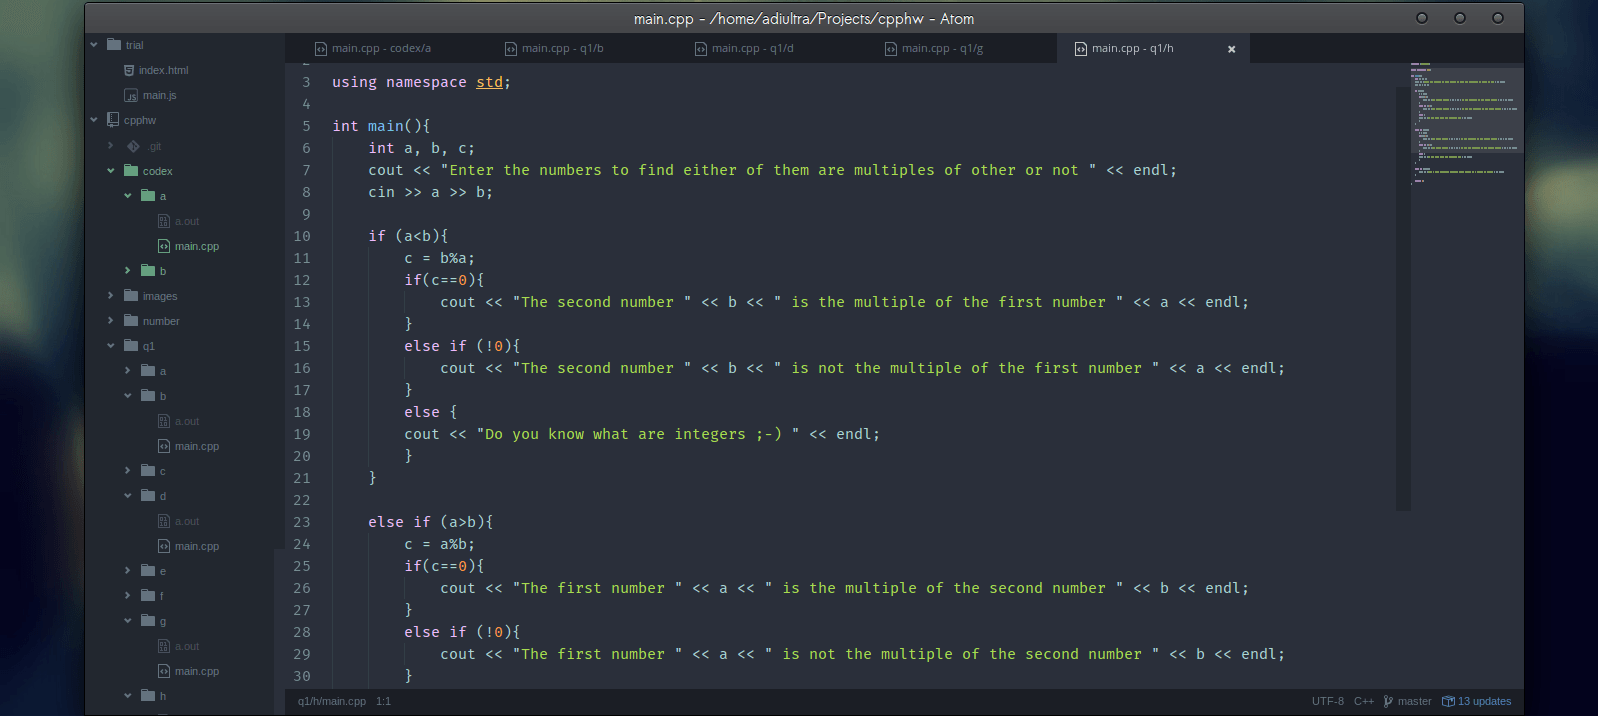 main.cpp - /home/adiultra/Projects/cpphw - Atom
trial
index.html
main.js
cpphw
.git
codex
a
a.out
main.cpp
b
images
number
q1
a
b
a.out
main.cpp
c
d
a.out
main.cpp
e
f
g
a.out
main.cpp
h
main.cpp - codex/a main.cpp - q1/b main.cpp - q1/d main.cpp - q1/g main.cpp - q1/h
3 using namespace std;
4
5 int main(){
6 int a, b, c;
7 cout << "Enter the numbers to find either of them are multiples of other or not " << endl;
8 cin >> a >> b;
9
10 if (a<b){
11 c = b%a;
12 if(c==0){
13 cout << "The second number " << b << " is the multiple of the first number " << a << endl;
14 }
15 else if (!0){
16 cout << "The second number " << b << " is not the multiple of the first number " << a << endl;
17 }
18 else {
19 cout << "Do you know what are integers ;-) " << endl;
20 }
21 }
22
23 else if (a>b){
24 c = a%b;
25 if(c==0){
26 cout << "The first number " << a << " is the multiple of the second number " << b << endl;
27 }
28 else if (!0){
29 cout << "The first number " << a << " is not the multiple of the second number " << b << endl;
30 }
q1/h/main.cpp 1:1 UTF-8 C++ master 13 updates